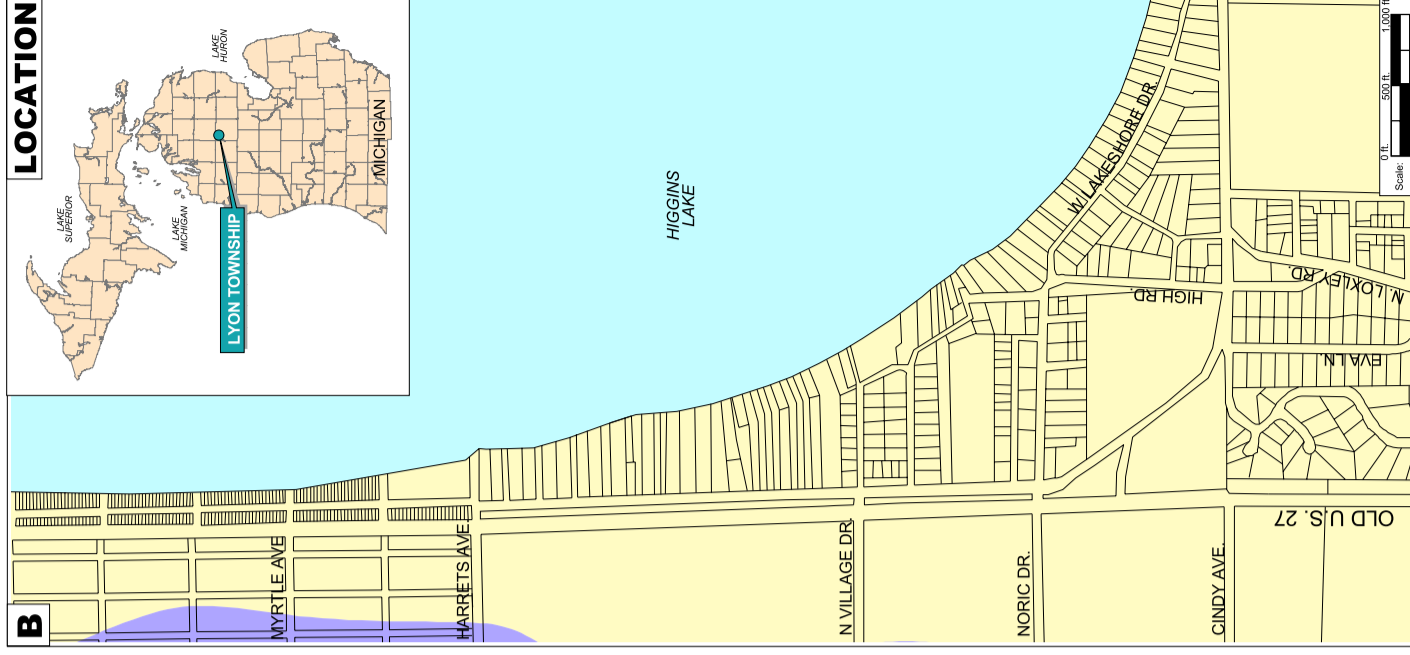 LOCATION
LAKE
SUPERIOR
LAKE
MICHIGAN
LAKE
HURON
LYON TOWNSHIP
MICHIGAN
B
HIGGINS
LAKE
MYRTLE AVE
HARRETS AVE.
N VILLAGE DR.
NORIC DR.
CINDY AVE.
OLD U.S. 27
W LAKESHORE DR.
HIGH RD.
N. LOXLEY RD.
EVA LN.
Scale:
0 ft.
500 ft.
1,000 ft